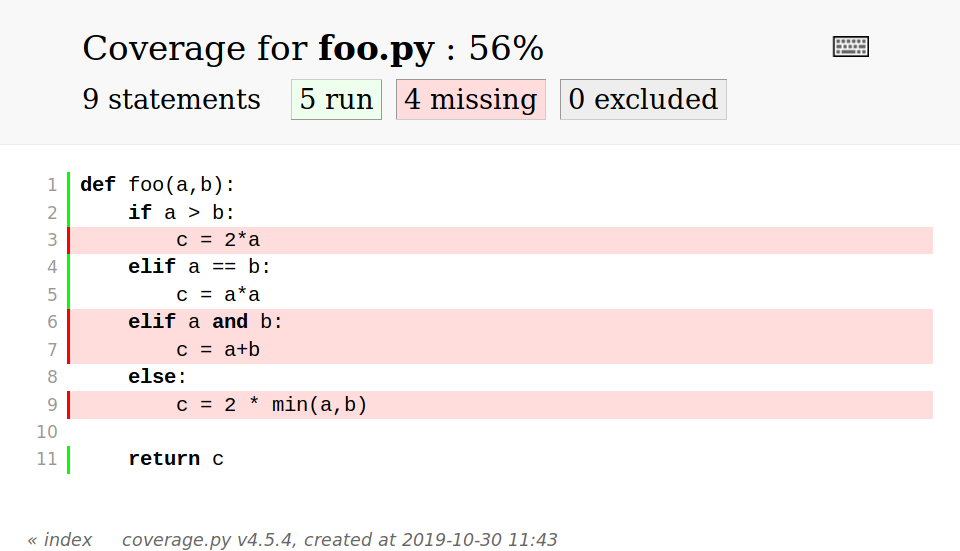 Coverage for foo.py : 56%
9 statements 5 run 4 missing 0 excluded
1 def foo(a,b):
2     if a > b:
3         c = 2*a
4     elif a == b:
5         c = a*a
6     elif a and b:
7         c = a+b
8     else:
9         c = 2 * min(a,b)
10
11     return c
« index coverage.py v4.5.4, created at 2019-10-30 11:43